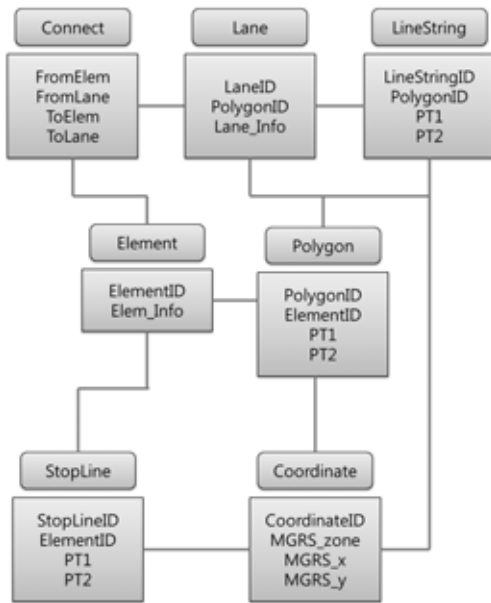 Connect
Lane
LineString
FromElem
FromLane
ToElem
ToLane
LaneID
PolygonID
Lane_Info
LineStringID
PolygonID
PT1
PT2
Element
Polygon
ElementID
Elem_Info
PolygonID
ElementID
PT1
PT2
StopLine
Coordinate
StopLineID
ElementID
PT1
PT2
CoordinateID
MGRS_zone
MGRS_x
MGRS_y